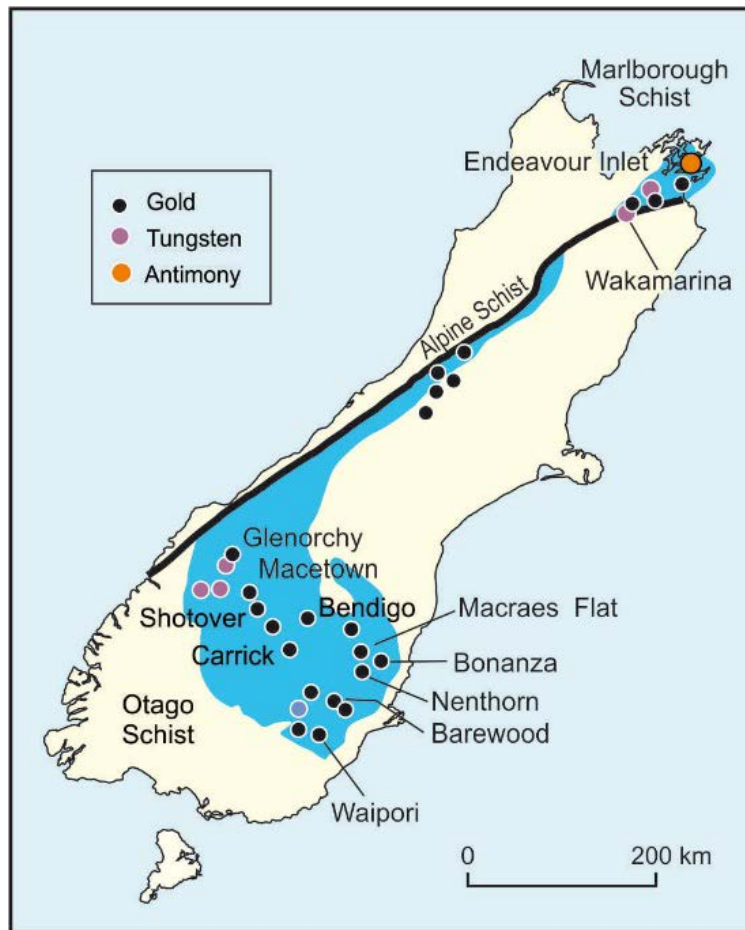 Marlborough
Schist
Endeavour Inlet
Gold
Tungsten
Antimony
Wakamarina
Alpine Schist
Glenorchy
Macetown
Shotover
Bendigo
Macraes Flat
Carrick
Bonanza
Nenthorn
Otago
Schist
Barewood
Waipori
0 200 km